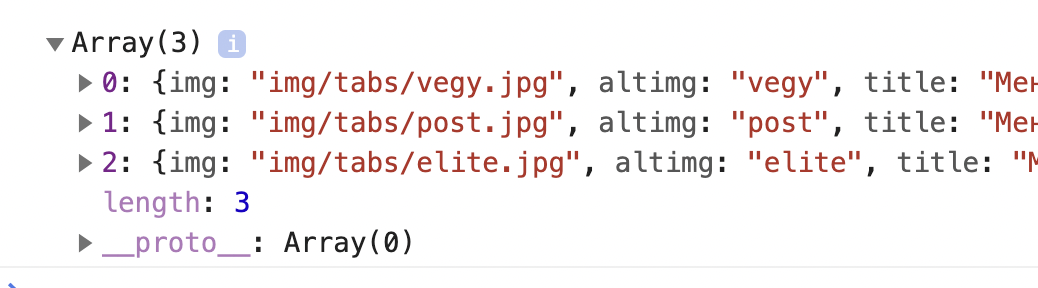 Array(3) i
0: {img: "img/tabs/vegy.jpg", altimg: "vegy", title: "Мен
1: {img: "img/tabs/post.jpg", altimg: "post", title: "Мен
2: {img: "img/tabs/elite.jpg", altimg: "elite", title: "М
length: 3
__proto__: Array(0)